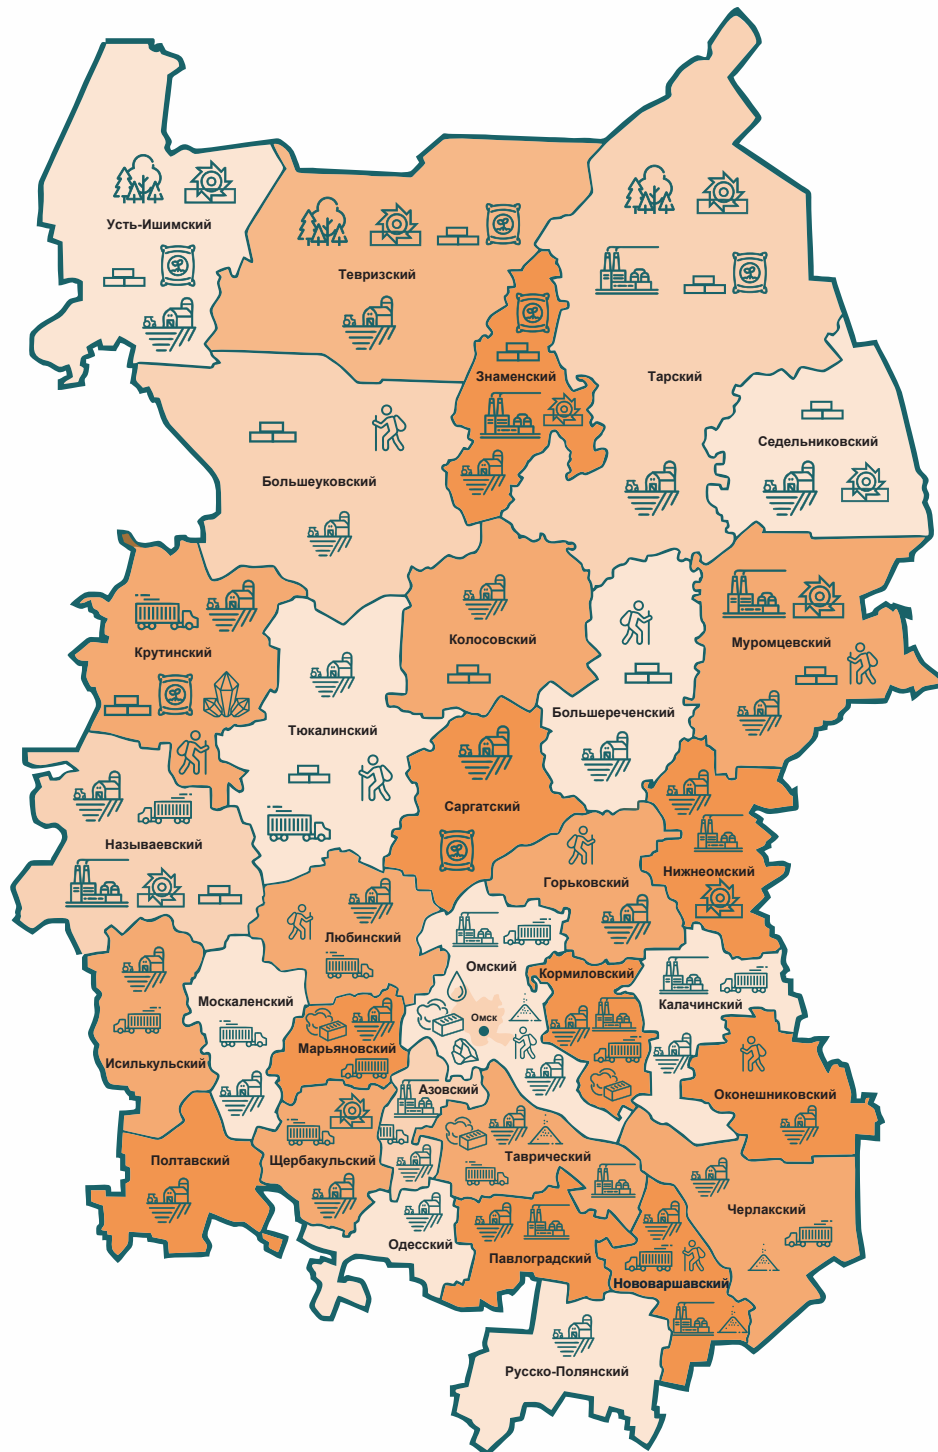 Усть-Ишимский
Тевризский
Знаменский
Тарский
Седельниковский
Большеуковский
Колосовский
Муромцевский
Крутинский
Большереченский
Тюкалинский
Саргатский
Называевский
Горьковский
Нижнеомский
Любинский
Омский
Кормиловский
Москаленский
Калачинский
Омск
Марьяновский
Исилькульский
Азовский
Оконешниковский
Полтавский
Щербакульский
Таврический
Черлакский
Одесский
Павлоградский
Нововаршавский
Русско-Полянский